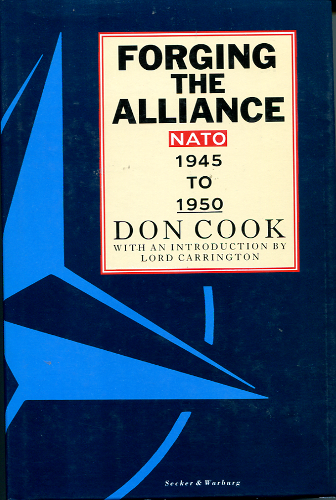 FORGING
THE
ALLIANCE
NATO
1945
TO
1950
DON COOK
WITH AN INTRODUCTION BY
LORD CARRINGTON
Secker & Warburg